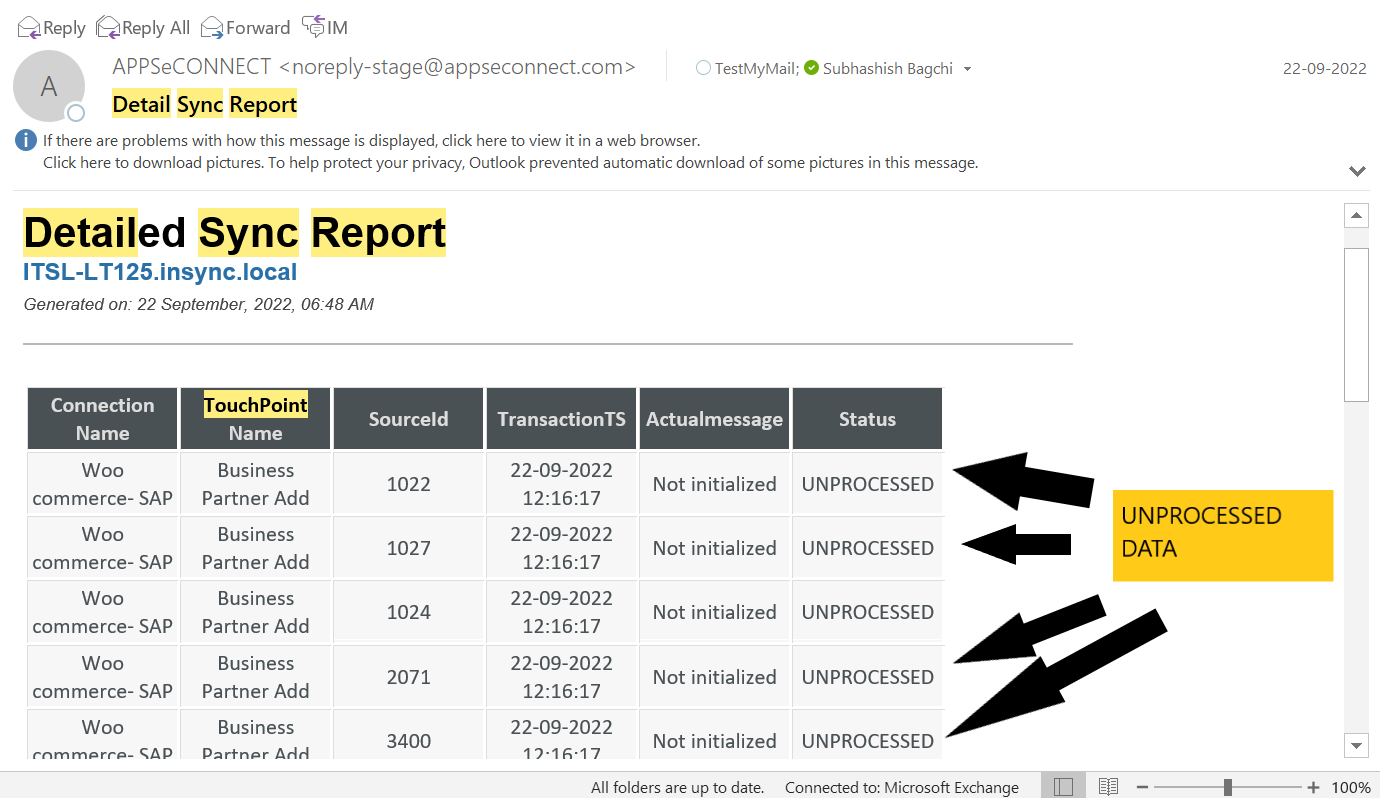 Reply Reply All Forward IM
A
APPSeCONNECT <noreply-stage@appseconnect.com>
TestMyMail; Subhashish Bagchi
22-09-2022
Detail Sync Report
i If there are problems with how this message is displayed, click here to view it in a web browser.
Click here to download pictures. To help protect your privacy, Outlook prevented automatic download of some pictures in this message.
Detailed Sync Report
ITSL-LT125.insync.local
Generated on: 22 September, 2022, 06:48 AM
Connection Name TouchPoint Name SourceId TransactionTS Actualmessage Status
Woo commerce- SAP Business Partner Add 1022 22-09-2022 12:16:17 Not initialized UNPROCESSED
Woo commerce- SAP Business Partner Add 1027 22-09-2022 12:16:17 Not initialized UNPROCESSED
Woo commerce- SAP Business Partner Add 1024 22-09-2022 12:16:17 Not initialized UNPROCESSED
Woo commerce- SAP Business Partner Add 2071 22-09-2022 12:16:17 Not initialized UNPROCESSED
Woo commerce- SAP Business Partner Add 3400 22-09-2022 12:16:17 Not initialized UNPROCESSED
UNPROCESSED
DATA
All folders are up to date. Connected to: Microsoft Exchange 100%